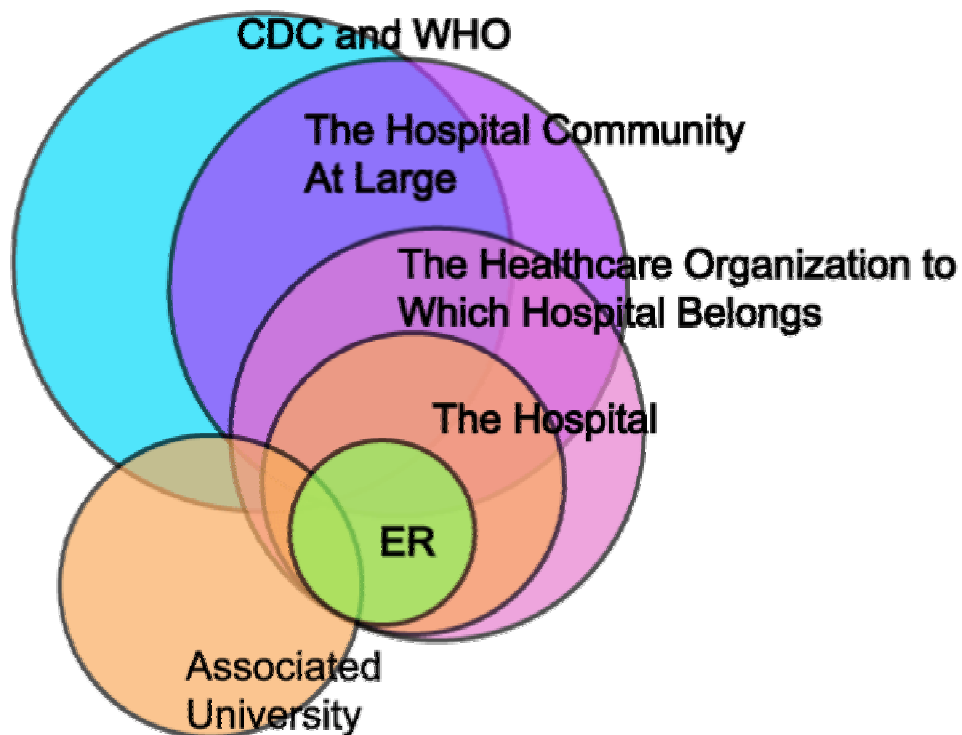 CDC and WHO
The Hospital Community
At Large
The Healthcare Organization to
Which Hospital Belongs
The Hospital
ER
Associated
University